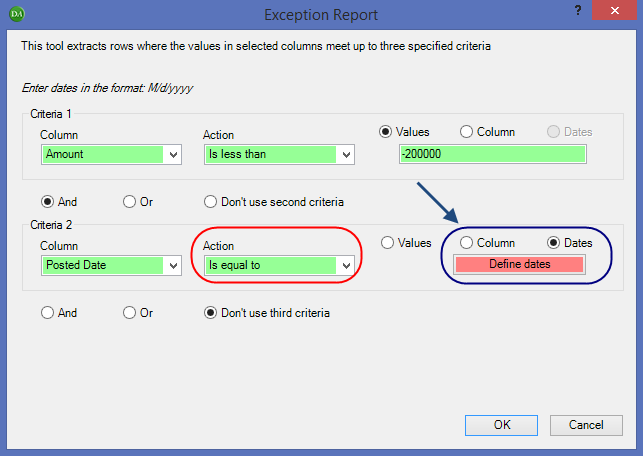 DA
Exception Report
?
This tool extracts rows where the values in selected columns meet up to three specified criteria
Enter dates in the format: M/d/yyyy
Criteria 1
Column Action Values Column Dates
Amount Is less than -200000
And Or Don't use second criteria
Criteria 2
Column Action Values Column Dates
Posted Date Is equal to Define dates
And Or Don't use third criteria
OK Cancel